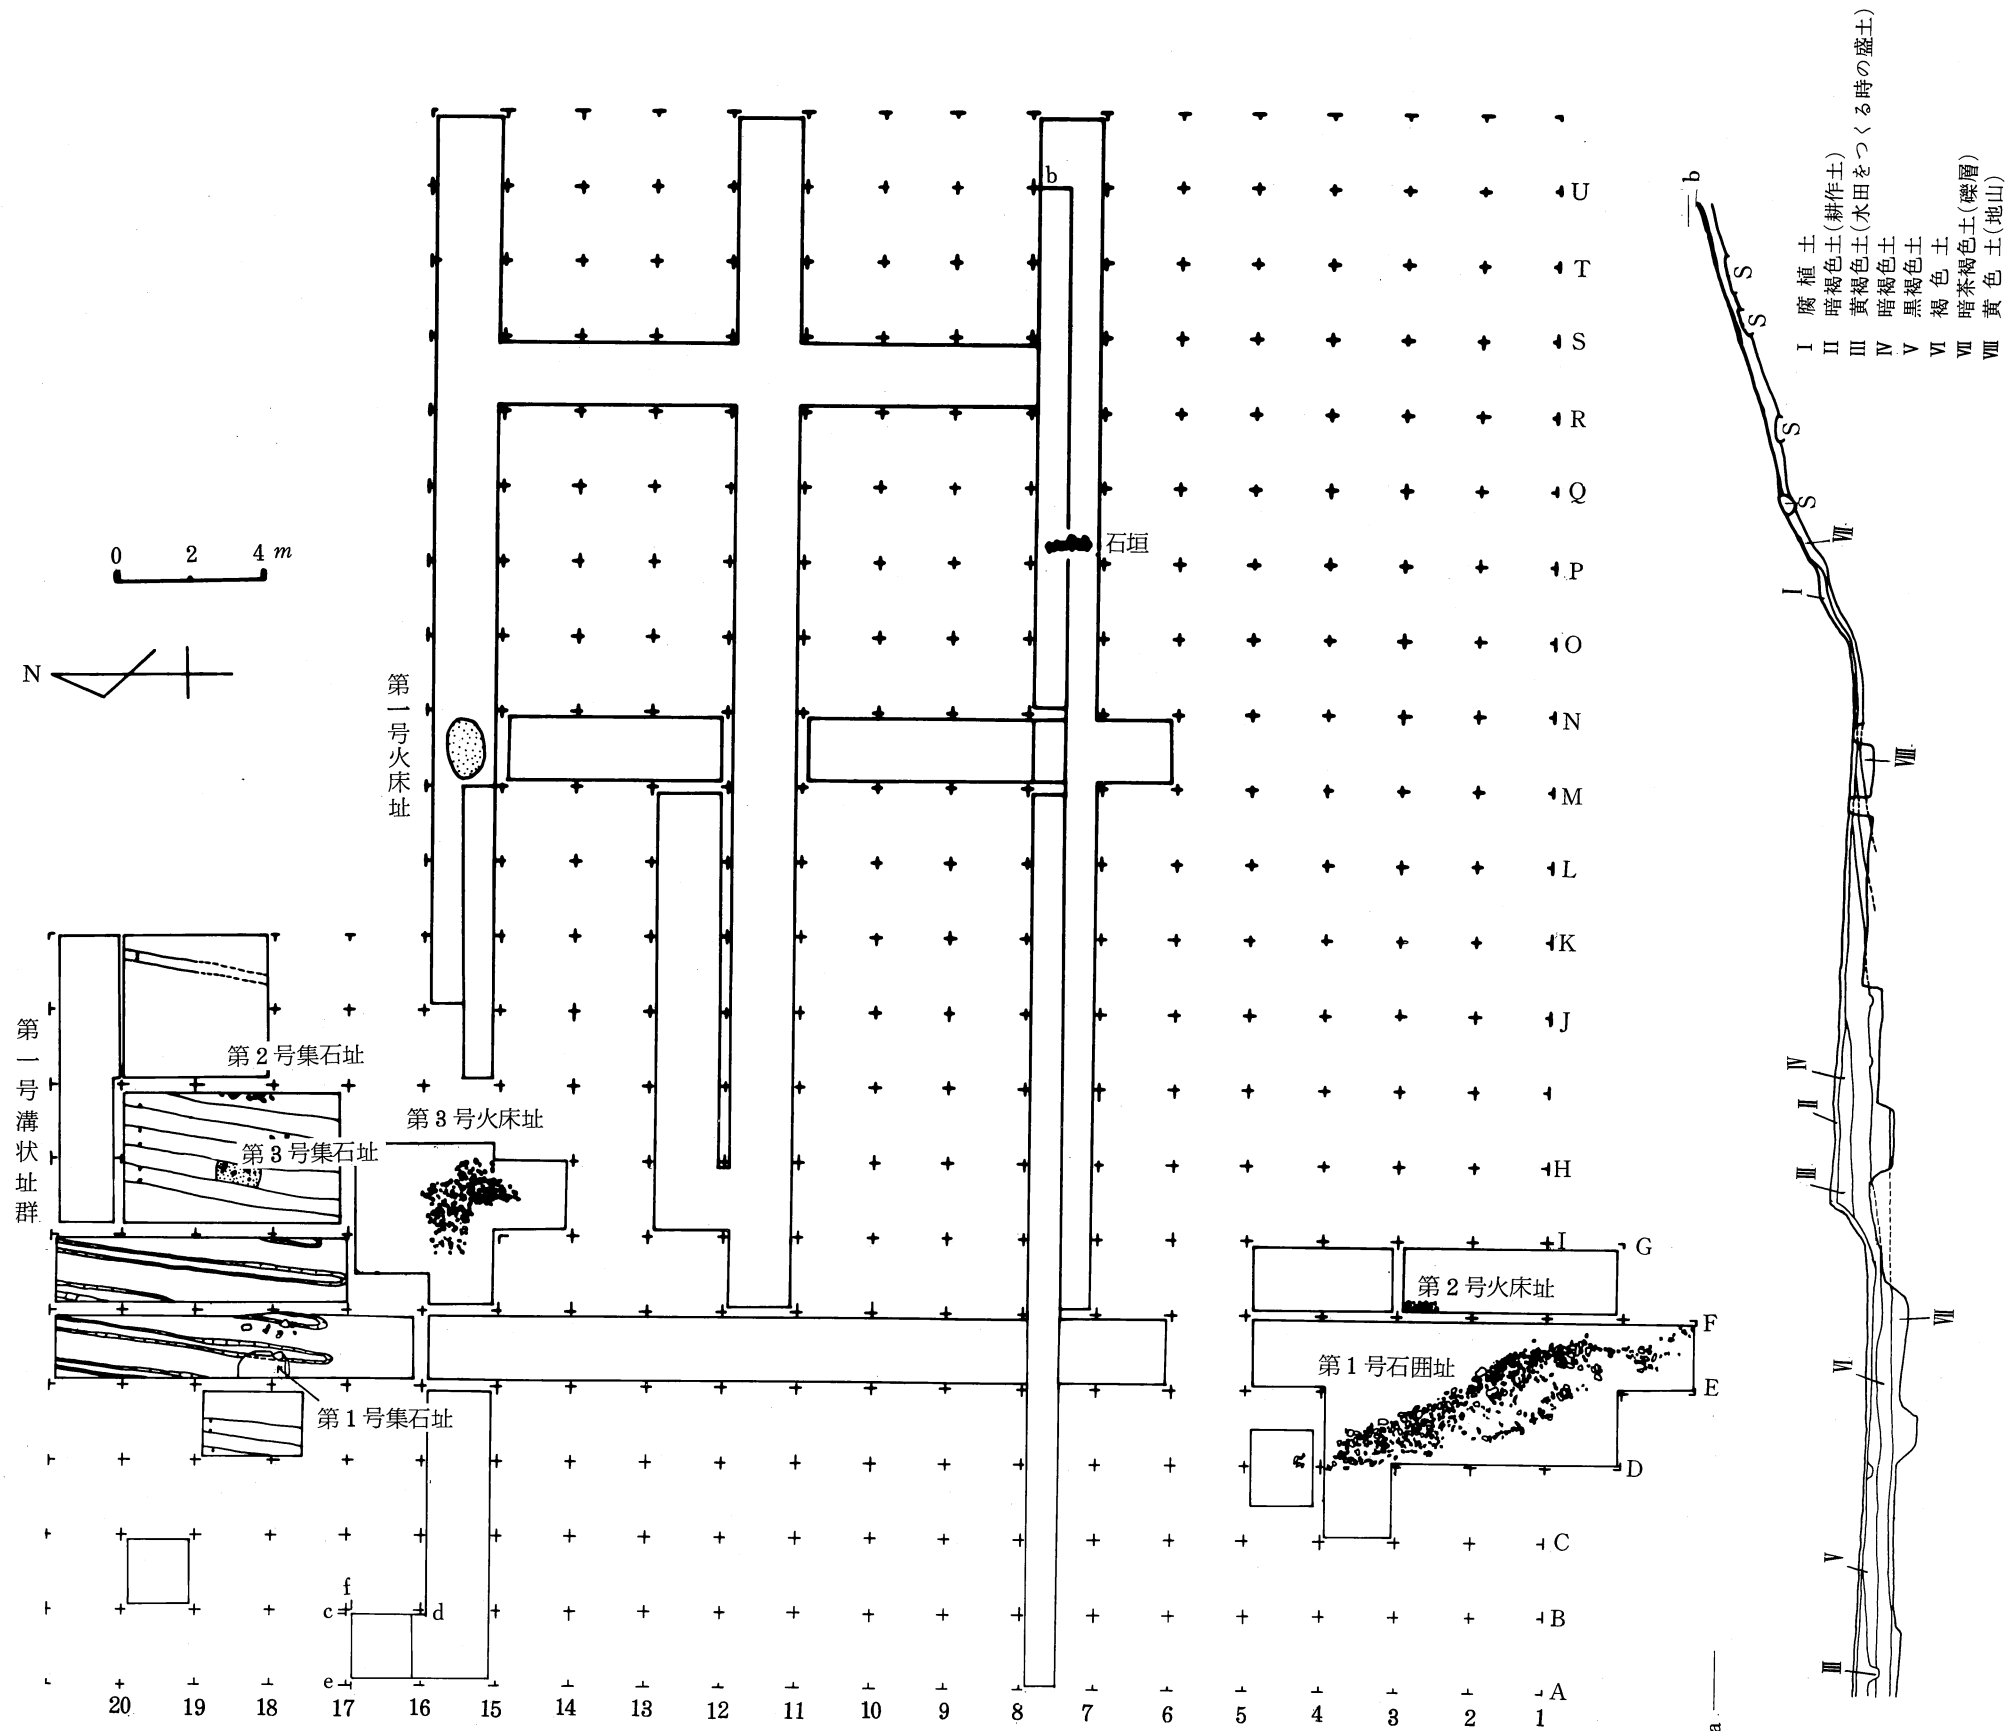 b
I 腐植土
II 暗褐色土(耕作土)
III 黄褐色土(水田をつくる時の盛土)
IV 暗褐色土
V 黒褐色土
VI 褐色土
VII 暗茶褐色土(礫層)
VIII 黄色土(地山)
b
U
T
S
R
Q
P
O
N
M
L
K
J
H
I
G
F
E
D
C
B
A
S
S
S
S
VII
I
VIII
IV
II
III
VII
VI
V
III
a
0 2 4 m
N
石垣
第一号火床址
第一号溝状址群
第2号集石址
第3号火床址
第3号集石址
第2号火床址
第1号石囲址
第1号集石址
f
c
d
e
20 19 18 17 16 15 14 13 12 11 10 9 8 7 6 5 4 3 2 1